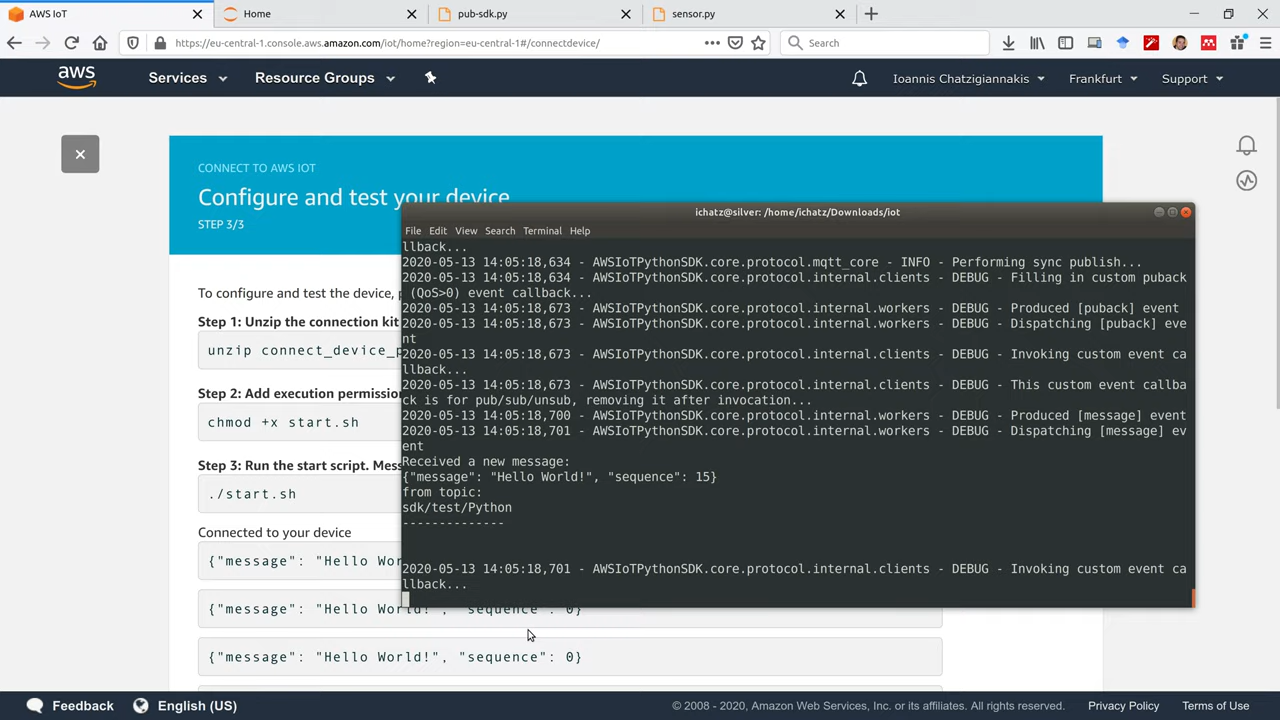 AWS IoT
Home
pub-sdk.py
sensor.py
https://eu-central-1.console.aws.amazon.com/iot/home?region=eu-central-1#/connectdevice/
Search
aws
Services
Resource Groups
Ioannis Chatzigiannakis
Frankfurt
Support
CONNECT TO AWS IOT
Configure and test your device
STEP 3/3
To configure and test the device, p
Step 1: Unzip the connection kit
unzip connect_device_p
Step 2: Add execution permissio
chmod +x start.sh
Step 3: Run the start script. Mess
./start.sh
Connected to your device
{"message": "Hello Wor
{"message": "Hello World!", "sequence": 0}
{"message": "Hello World!", "sequence": 0}
ichatz@silver: /home/ichatz/Downloads/iot
File Edit View Search Terminal Help
llback...
2020-05-13 14:05:18,634 - AWSIoTPythonSDK.core.protocol.mqtt_core - INFO - Performing sync publish...
2020-05-13 14:05:18,634 - AWSIoTPythonSDK.core.protocol.internal.clients - DEBUG - Filling in custom puback
(QoS>0) event callback...
2020-05-13 14:05:18,673 - AWSIoTPythonSDK.core.protocol.internal.workers - DEBUG - Produced [puback] event
2020-05-13 14:05:18,673 - AWSIoTPythonSDK.core.protocol.internal.workers - DEBUG - Dispatching [puback] eve
nt
2020-05-13 14:05:18,673 - AWSIoTPythonSDK.core.protocol.internal.clients - DEBUG - Invoking custom event ca
llback...
2020-05-13 14:05:18,673 - AWSIoTPythonSDK.core.protocol.internal.clients - DEBUG - This custom event callba
ck is for pub/sub/unsub, removing it after invocation...
2020-05-13 14:05:18,700 - AWSIoTPythonSDK.core.protocol.internal.workers - DEBUG - Produced [message] event
2020-05-13 14:05:18,701 - AWSIoTPythonSDK.core.protocol.internal.workers - DEBUG - Dispatching [message] ev
ent
Received a new message:
{"message": "Hello World!", "sequence": 15}
from topic:
sdk/test/Python
--------------
2020-05-13 14:05:18,701 - AWSIoTPythonSDK.core.protocol.internal.clients - DEBUG - Invoking custom event ca
llback...
Feedback
English (US)
© 2008 - 2020, Amazon Web Services, Inc. or its affiliates. All rights reserved.
Privacy Policy
Terms of Use